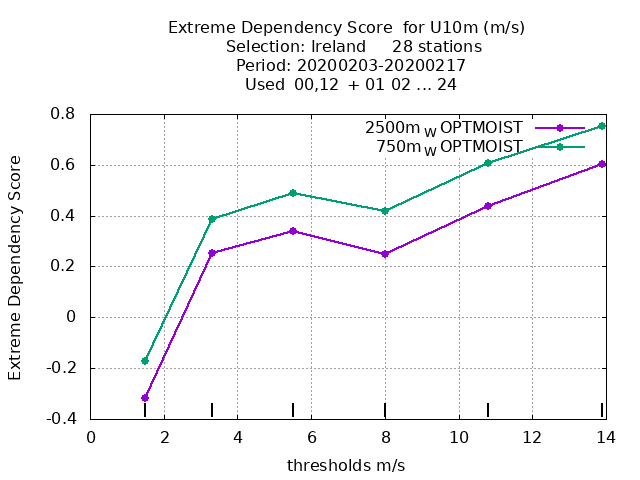 Extreme Dependency Score for U10m (m/s)
Selection: Ireland 28 stations
Period: 20200203-20200217
Used 00,12 + 01 02 ... 24
2500m W OPTMOIST
750m W OPTMOIST
0.8
0.6
0.4
0.2
0
-0.2
-0.4
Extreme Dependency Score
0 2 4 6 8 10 12 14
thresholds m/s